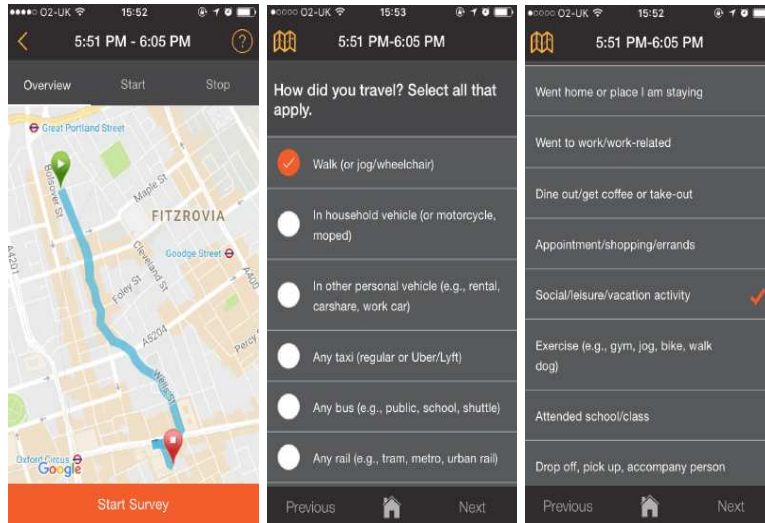 ●●●●○ O2-UK 15:52
5:51 PM - 6:05 PM ?
Overview Start Stop
Great Portland Street
Bolsover St
Maple St
FITZROVIA
Cleveland St
Goodge Street
A4201
A400
Foley St
A5204
Percy
Wells St
Oxford Circus
Google
Start Survey
●○○○○ O2-UK 15:53
5:51 PM-6:05 PM
How did you travel? Select all that
apply.
Walk (or jog/wheelchair)
In household vehicle (or motorcycle,
moped)
In other personal vehicle (e.g., rental,
carshare, work car)
Any taxi (regular or Uber/Lyft)
Any bus (e.g., public, school, shuttle)
Any rail (e.g., tram, metro, urban rail)
Previous Next
●○○○○ O2-UK 15:52
5:51 PM-6:05 PM
Went home or place I am staying
Went to work/work-related
Dine out/get coffee or take-out
Appointment/shopping/errands
Social/leisure/vacation activity
Exercise (e.g., gym, jog, bike, walk
dog)
Attended school/class
Drop off, pick up, accompany person
Previous Next